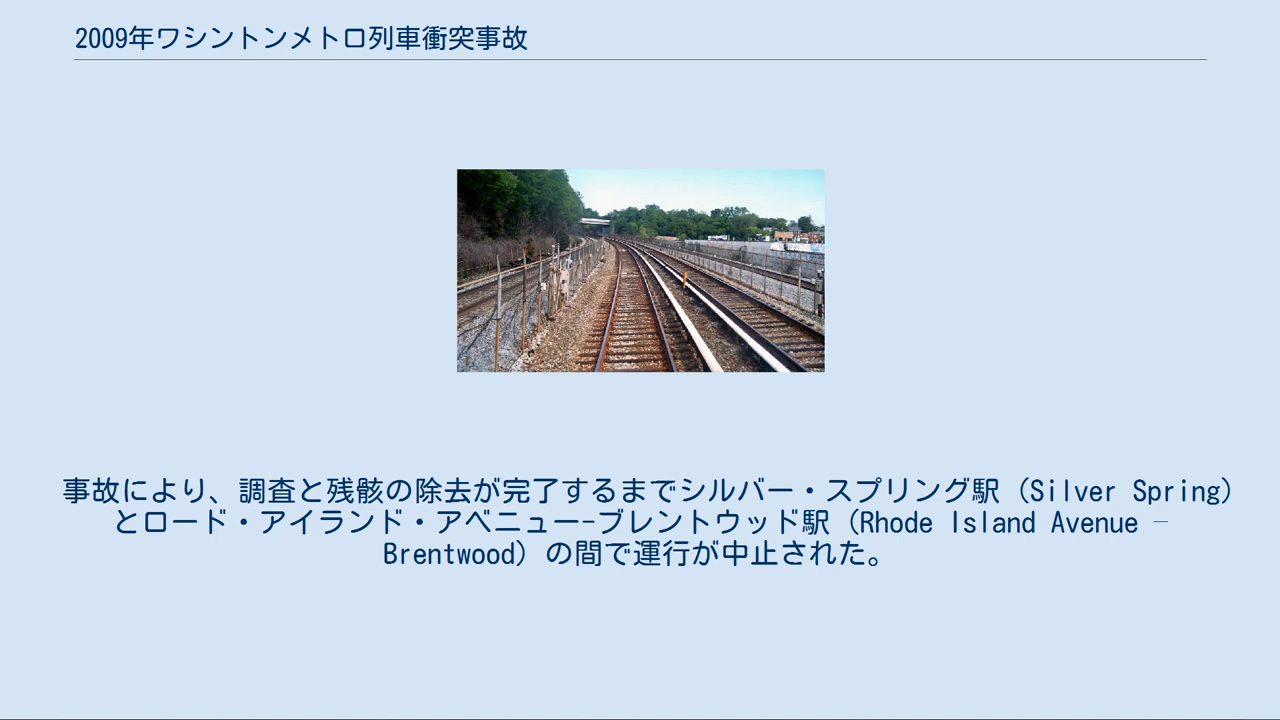 2009年ワシントンメトロ列車衝突事故
事故により、調査と残骸の除去が完了するまでシルバー・スプリング駅（Silver Spring）
とロード・アイランド・アベニュー-ブレントウッド駅（Rhode Island Avenue –
Brentwood）の間で運行が中止された。